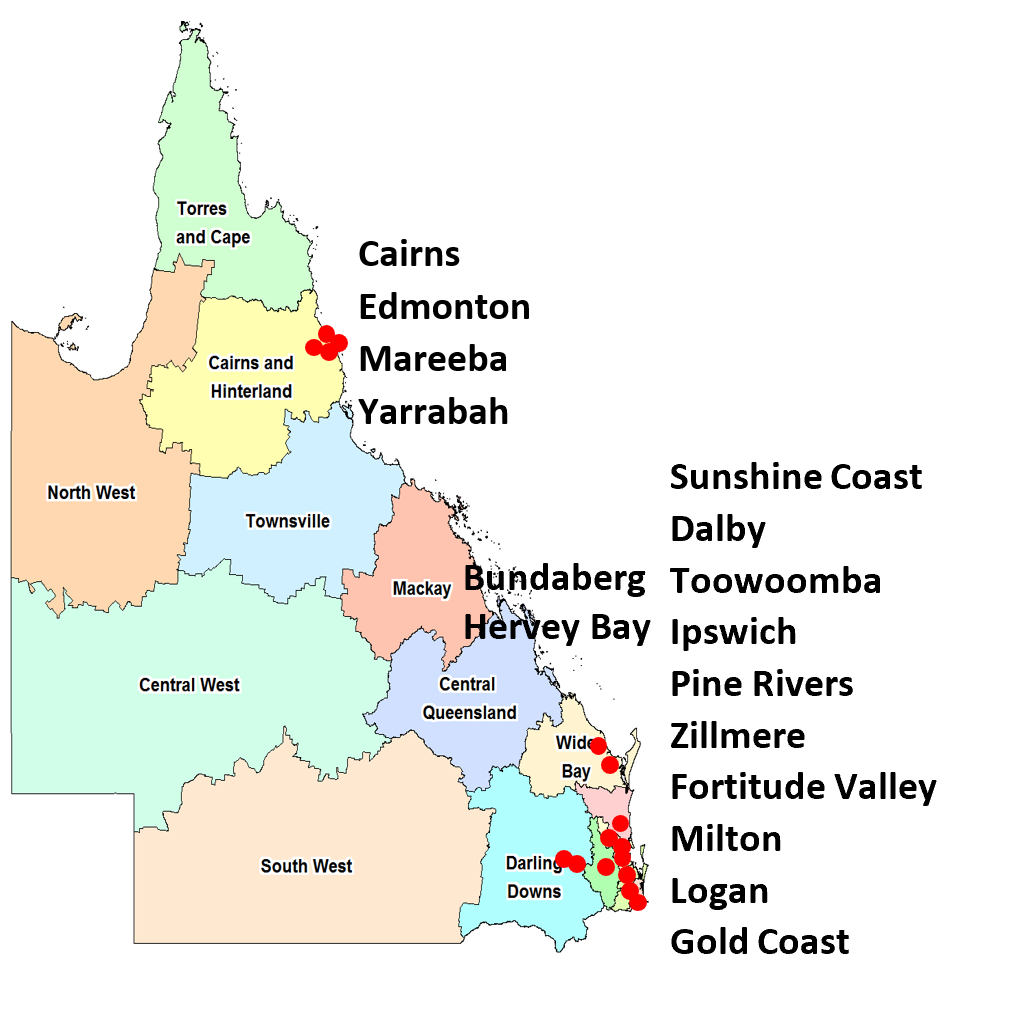 Torres
and Cape
Cairns
Edmonton
Mareeba
Yarrabah
Cairns and
Hinterland
North West
Townsville
Mackay
Bundaberg
Hervey Bay
Sunshine Coast
Dalby
Toowoomba
Ipswich
Pine Rivers
Zillmere
Fortitude Valley
Milton
Logan
Gold Coast
Central West
Central
Queensland
Wide
Bay
South West
Darling
Downs